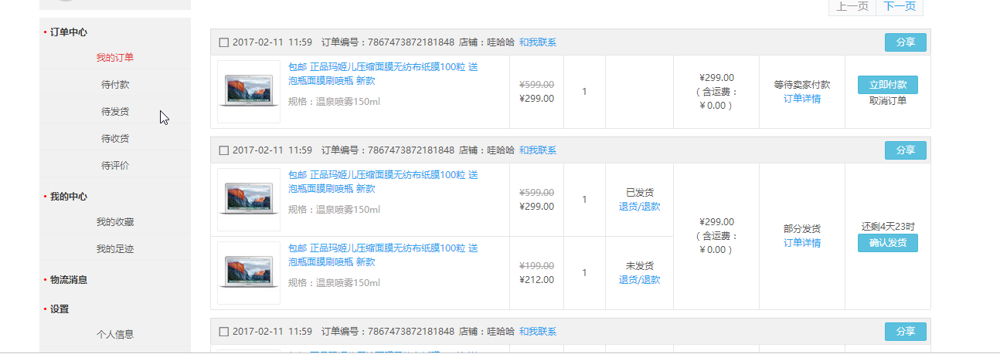 上一页 下一页
• 订单中心
我的订单
待付款
待发货
待收货
待评价
• 我的中心
我的收藏
我的足迹
• 物流消息
• 设置
个人信息
2017-02-11 11:59 订单编号：7867473872181848 店铺：哇哈哈 和我联系 分享
包邮 正品玛姬儿压缩面膜无纺布纸膜100粒 送
泡瓶面膜刷喷瓶 新款
规格：温泉喷雾150ml
¥599.00
¥299.00
1
¥299.00
（含运费：
￥0.00）
等待卖家付款
订单详情
立即付款
取消订单
2017-02-11 11:59 订单编号：7867473872181848 店铺：哇哈哈 和我联系 分享
包邮 正品玛姬儿压缩面膜无纺布纸膜100粒 送
泡瓶面膜刷喷瓶 新款
规格：温泉喷雾150ml
¥599.00
¥299.00
1
已发货
退货/退款
包邮 正品玛姬儿压缩面膜无纺布纸膜100粒 送
泡瓶面膜刷喷瓶 新款
规格：温泉喷雾150ml
¥199.00
¥212.00
1
未发货
退货/退款
¥299.00
（含运费：
￥0.00）
部分发货
订单详情
还剩4天23时
确认发货
2017-02-11 11:59 订单编号：7867473872181848 店铺：哇哈哈 和我联系 分享